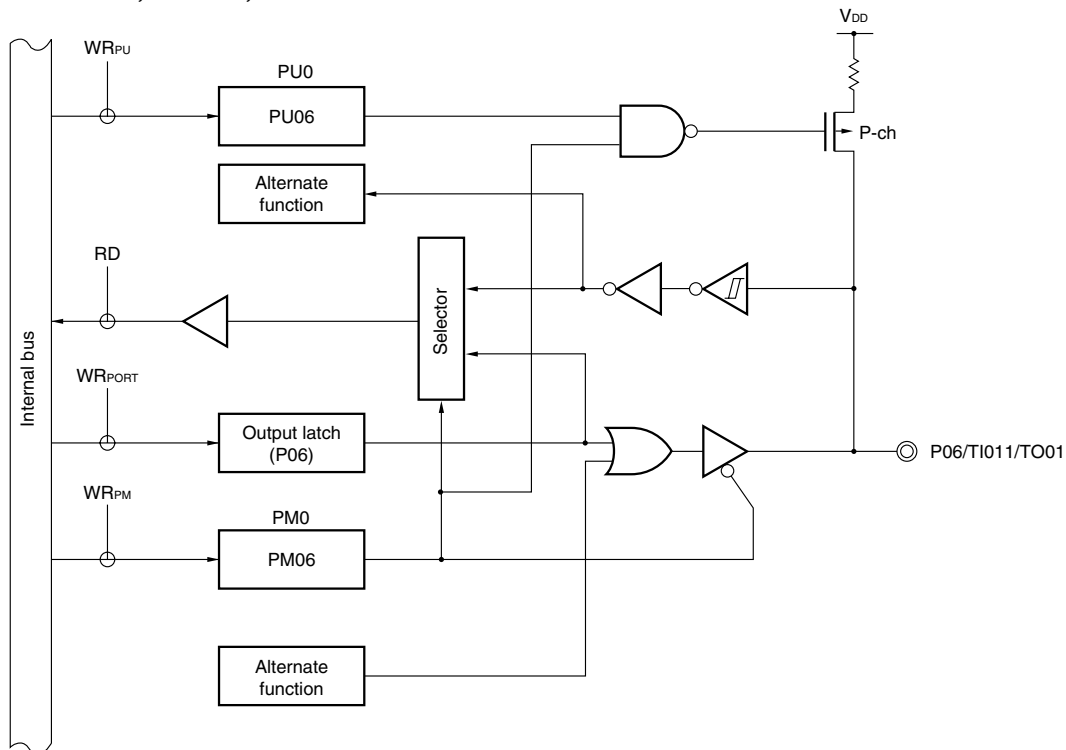 VDD
WRPU
PU0
PU06
P-ch
Alternate
function
RD
Selector
Internal bus
WRPORT
Output latch
(P06)
P06/TI011/TO01
WRPM
PM0
PM06
Alternate
function